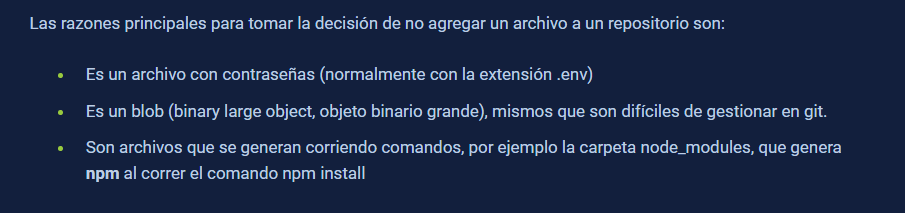 Las razones principales para tomar la decisión de no agregar un archivo a un repositorio son:
Es un archivo con contraseñas (normalmente con la extensión .env)
Es un blob (binary large object, objeto binario grande), mismos que son difíciles de gestionar en git.
Son archivos que se generan corriendo comandos, por ejemplo la carpeta node_modules, que genera
npm al correr el comando npm install